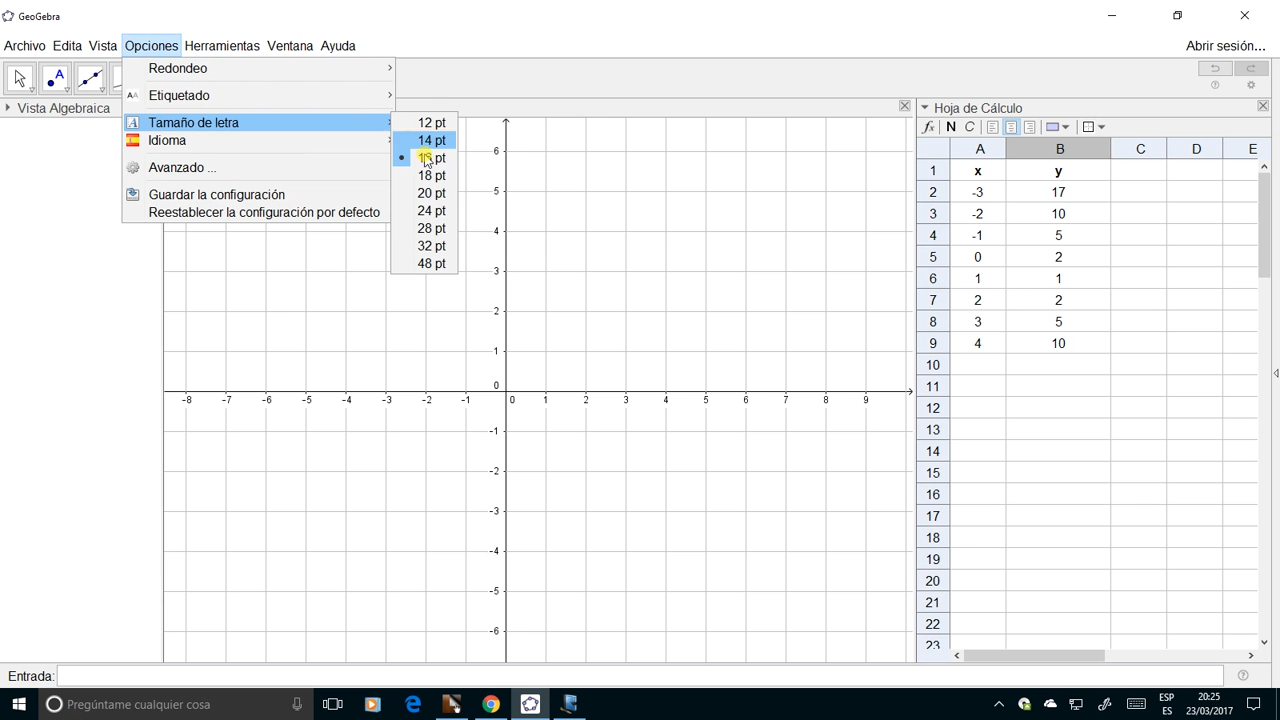 GeoGebra
Archivo Edita Vista Opciones Herramientas Ventana Ayuda
Abrir sesión...
Redondeo
Etiquetado
Tamaño de letra
Idioma
Avanzado ...
Guardar la configuración
Reestablecer la configuración por defecto
12 pt
14 pt
pt
18 pt
20 pt
24 pt
28 pt
32 pt
48 pt
Vista Algebraica
Hoja de Cálculo
N C
A B C D E
1 x y
2 -3 17
3 -2 10
4 -1 5
5 0 2
6 1 1
7 2 2
8 3 5
9 4 10
10
11
12
13
14
15
16
17
18
19
20
21
22
23
6
5
4
3
2
1
0
-8 -7 -6 -5 -4 -3 -2 -1 0 1 2 3 4 5 6 7 8 9
-1
-2
-3
-4
-5
-6
Entrada:
Pregúntame cualquier cosa
ESP
ES
20:25
23/03/2017